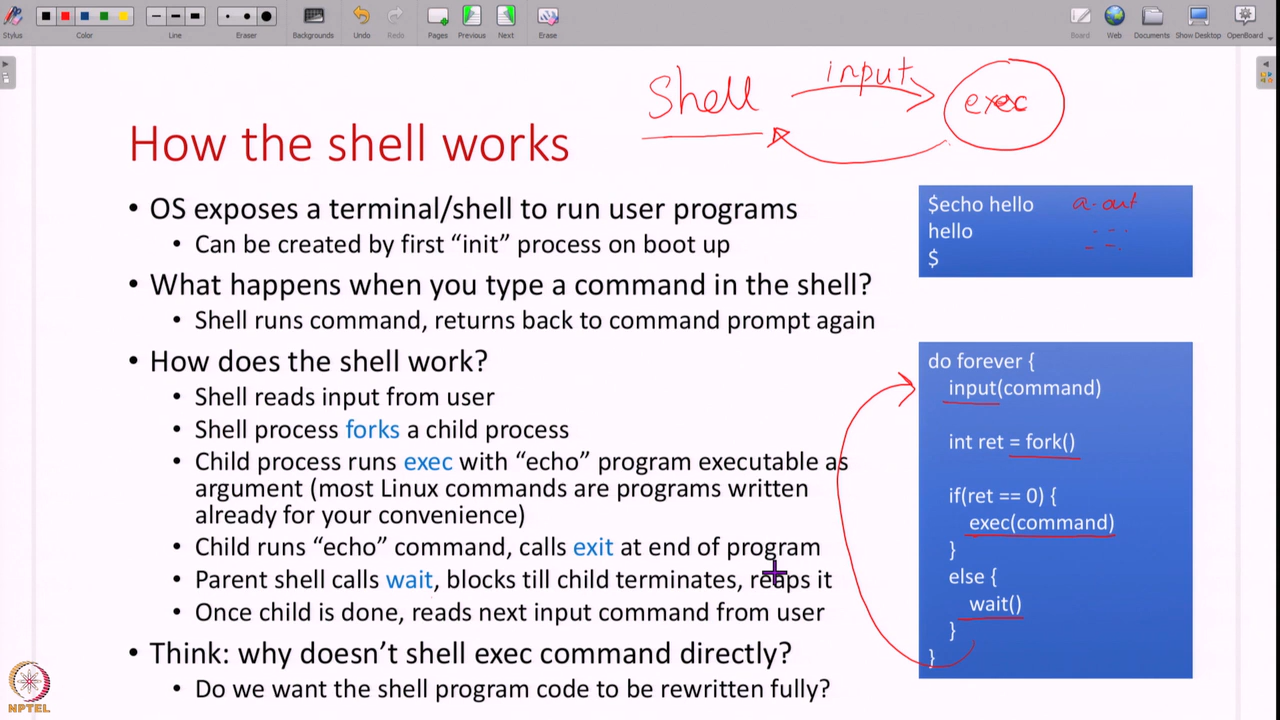 Stylus
Color
Line
Eraser
Backgrounds
Undo
Redo
Pages
Previous
Next
Erase
Board
Web
Documents
Show Desktop
OpenBoard
Shell input exec
How the shell works
• OS exposes a terminal/shell to run user programs
• Can be created by first “init” process on boot up
• What happens when you type a command in the shell?
• Shell runs command, returns back to command prompt again
• How does the shell work?
• Shell reads input from user
• Shell process forks a child process
• Child process runs exec with “echo” program executable as
argument (most Linux commands are programs written
already for your convenience)
• Child runs “echo” command, calls exit at end of program
• Parent shell calls wait, blocks till child terminates, reaps it
• Once child is done, reads next input command from user
• Think: why doesn’t shell exec command directly?
• Do we want the shell program code to be rewritten fully?
$echo hello a.out
hello
$
do forever {
input(command)
int ret = fork()
if(ret == 0) {
exec(command)
}
else {
wait()
}
}
NPTEL